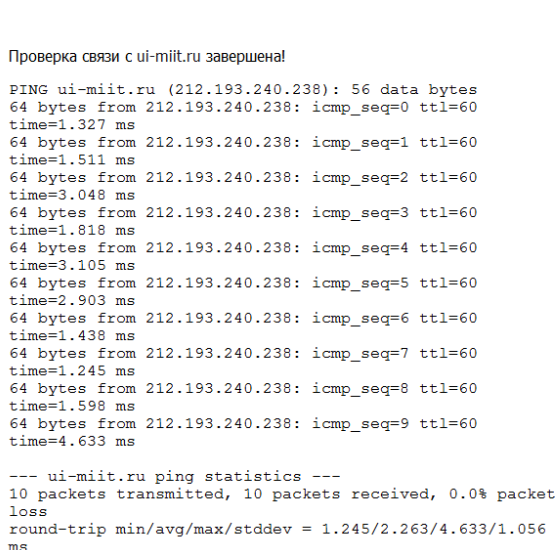 Проверка связи с ui-miit.ru завершена!
PING ui-miit.ru (212.193.240.238): 56 data bytes
64 bytes from 212.193.240.238: icmp_seq=0 ttl=60
time=1.327 ms
64 bytes from 212.193.240.238: icmp_seq=1 ttl=60
time=1.511 ms
64 bytes from 212.193.240.238: icmp_seq=2 ttl=60
time=3.048 ms
64 bytes from 212.193.240.238: icmp_seq=3 ttl=60
time=1.818 ms
64 bytes from 212.193.240.238: icmp_seq=4 ttl=60
time=3.105 ms
64 bytes from 212.193.240.238: icmp_seq=5 ttl=60
time=2.903 ms
64 bytes from 212.193.240.238: icmp_seq=6 ttl=60
time=1.438 ms
64 bytes from 212.193.240.238: icmp_seq=7 ttl=60
time=1.245 ms
64 bytes from 212.193.240.238: icmp_seq=8 ttl=60
time=1.598 ms
64 bytes from 212.193.240.238: icmp_seq=9 ttl=60
time=4.633 ms
--- ui-miit.ru ping statistics ---
10 packets transmitted, 10 packets received, 0.0% packet
loss
round-trip min/avg/max/stddev = 1.245/2.263/4.633/1.056
ms